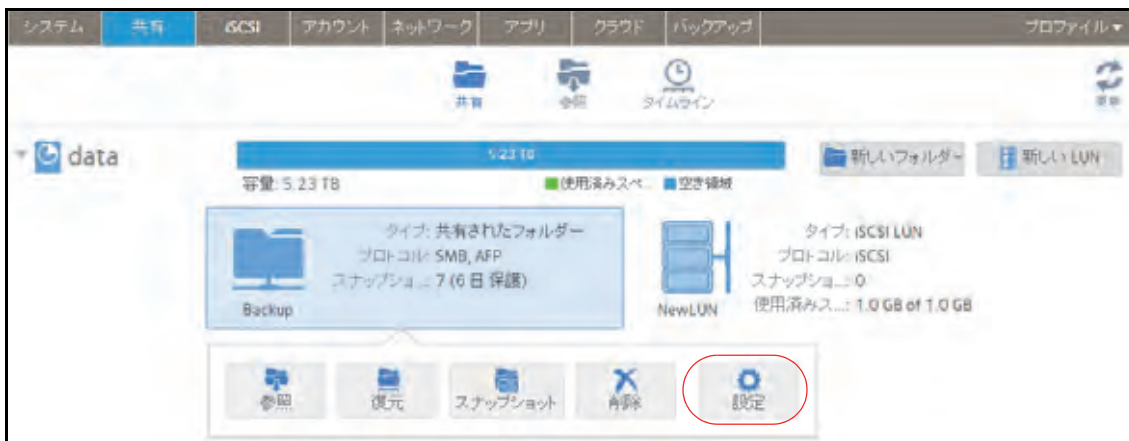 システム 共有 iSCSI アカウント ネットワーク アプリ クラウド バックアップ プロファイル
共有 参照 タイムライン 更新
data
5.23 TB
新しいフォルダー 新しい LUN
容量: 5.23 TB 使用済みスペ... 空き領域
タイプ: 共有されたフォルダー
プロトコル: SMB, AFP
スナップショ...: 7 (6 日 保護)
Backup
タイプ: iSCSI LUN
プロトコル: iSCSI
スナップショ...: 0
使用済みス...: 1.0 GB of 1.0 GB
NewLUN
参照 復元 スナップショット 削除 設定